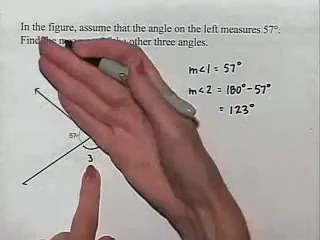 In the figure, assume that the angle on the left measures 57°.
Find the other three angles.
m<1 = 57°
m<2 = 180°-57°
= 123°
57°
3